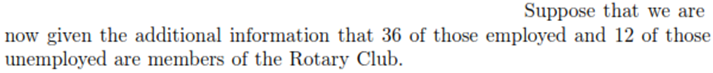 Suppose that we are
now given the additional information that 36 of those employed and 12 of those
unemployed are members of the Rotary Club.